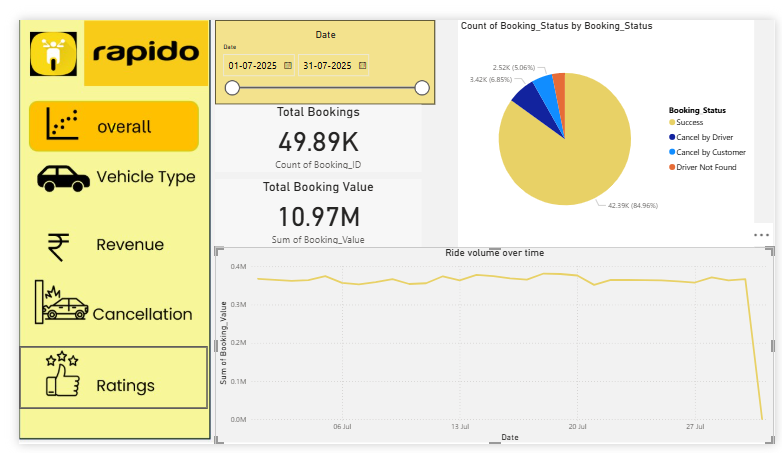 rapido
overall
Vehicle Type
Revenue
Cancellation
Ratings
Date
Date
01-07-2025
31-07-2025
Total Bookings
49.89K
Count of Booking_ID
Total Booking Value
10.97M
Sum of Booking_Value
Count of Booking_Status by Booking_Status
2.52K (5.06%)
3.42K (6.85%)
42.39K (84.96%)
Booking_Status
Success
Cancel by Driver
Cancel by Customer
Driver Not Found
Ride volume over time
Sum of Booking_Value
0.4M
0.3M
0.2M
0.1M
0.0M
06 Jul
13 Jul
20 Jul
27 Jul
Date